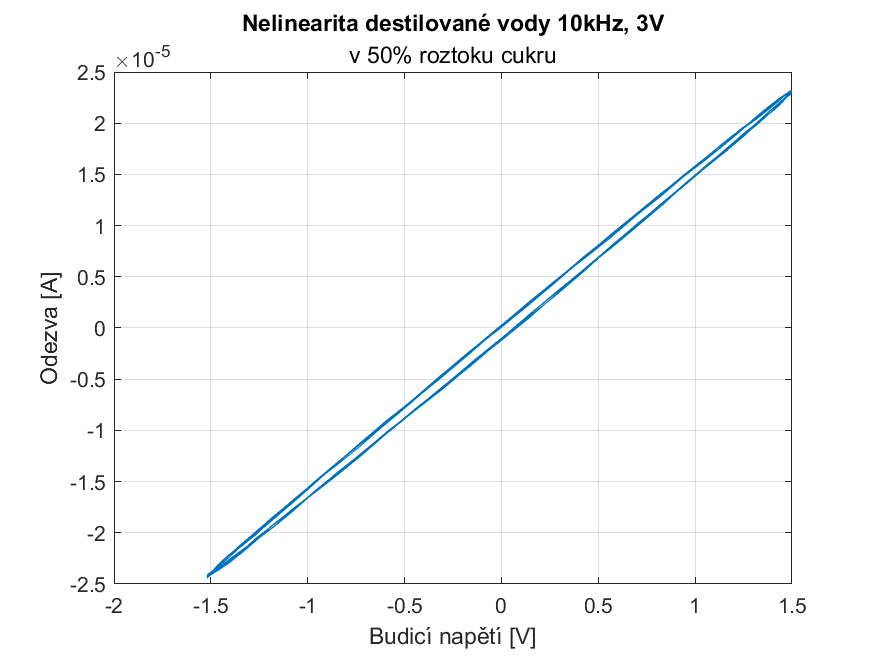 Nelinearita destilované vody 10kHz, 3V
v 50% roztoku cukru
×10-5
2.5
2
1.5
1
0.5
0
-0.5
-1
-1.5
-2
-2.5
Odezva [A]
-2 -1.5 -1 -0.5 0 0.5 1 1.5
Budicí napětí [V]